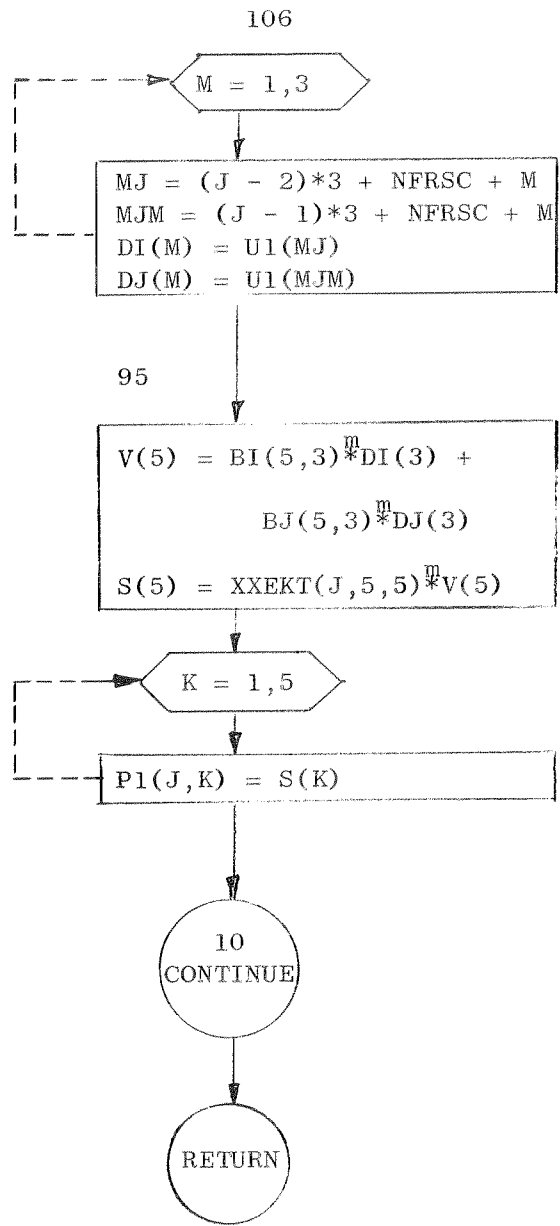 106
M = 1,3
MJ = (J - 2)*3 + NFRSC + M
MJM = (J - 1)*3 + NFRSC + M
DI(M) = U1(MJ)
DJ(M) = U1(MJM)
95
V(5) = BI(5,3) m* DI(3) +
BJ(5,3) m* DJ(3)
S(5) = XXEKT(J,5,5) m* V(5)
K = 1,5
P1(J,K) = S(K)
10
CONTINUE
RETURN